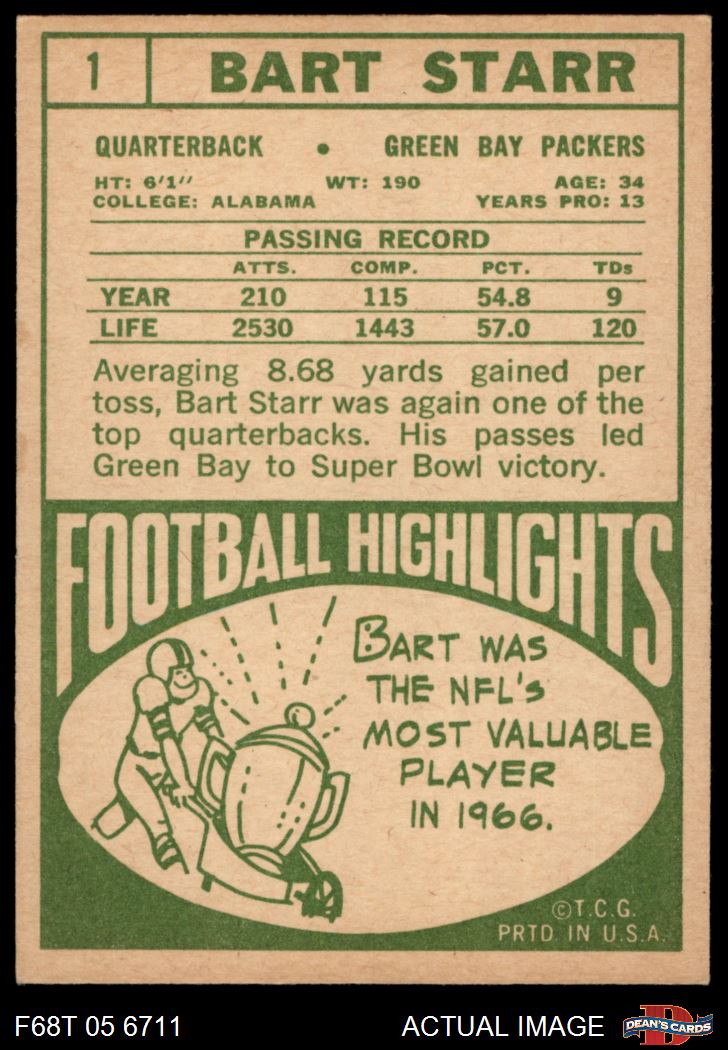 1 BART STARR
QUARTERBACK • GREEN BAY PACKERS
HT: 6'1" WT: 190 AGE: 34
COLLEGE: ALABAMA YEARS PRO: 13
PASSING RECORD
ATTS. COMP. PCT. TDs
YEAR 210 115 54.8 9
LIFE 2530 1443 57.0 120
Averaging 8.68 yards gained per
toss, Bart Starr was again one of the
top quarterbacks. His passes led
Green Bay to Super Bowl victory.
FOOTBALL HIGHLIGHTS
BART WAS
THE NFL's
MOST VALUABLE
PLAYER
IN 1966.
©T.C.G.
PRTD. IN U.S.A.
F68T 05 6711 ACTUAL IMAGE D DEAN'S CARDS